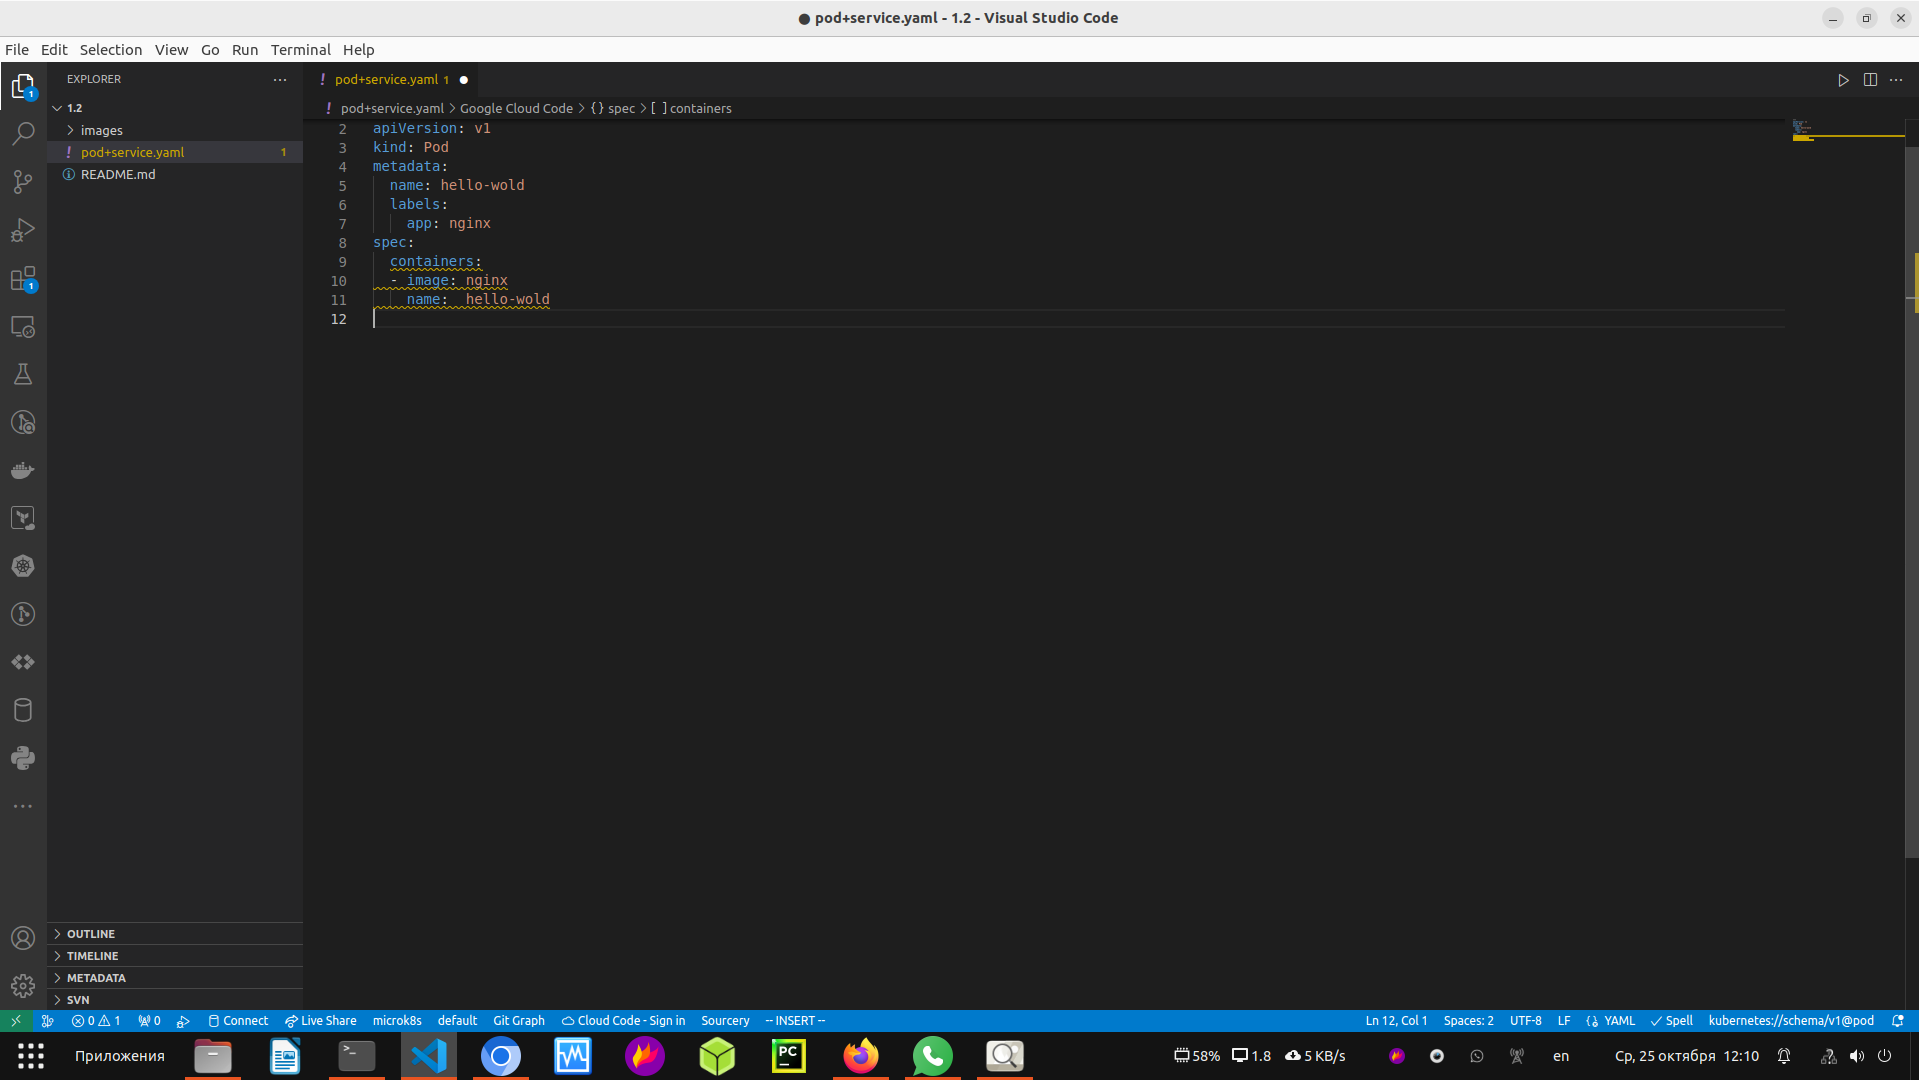 pod+service.yaml - 1.2 - Visual Studio Code
File Edit Selection View Go Run Terminal Help
EXPLORER
pod+service.yaml 1
pod+service.yaml > Google Cloud Code > {} spec > [ ] containers
1.2
images
pod+service.yaml 1
README.md
2 apiVersion: v1
3 kind: Pod
4 metadata:
5 name: hello-wold
6 labels:
7 app: nginx
8 spec:
9 containers:
10 - image: nginx
11 name:  hello-wold
12
OUTLINE
TIMELINE
METADATA
SVN
1
1
0 1 0 Connect Live Share microk8s default Git Graph Cloud Code - Sign in Sourcery -- INSERT -- Ln 12, Col 1 Spaces: 2 UTF-8 LF YAML Spell kubernetes://schema/v1@pod
Приложения PC 58% 1.8 5 KB/s en Ср, 25 октября 12:10